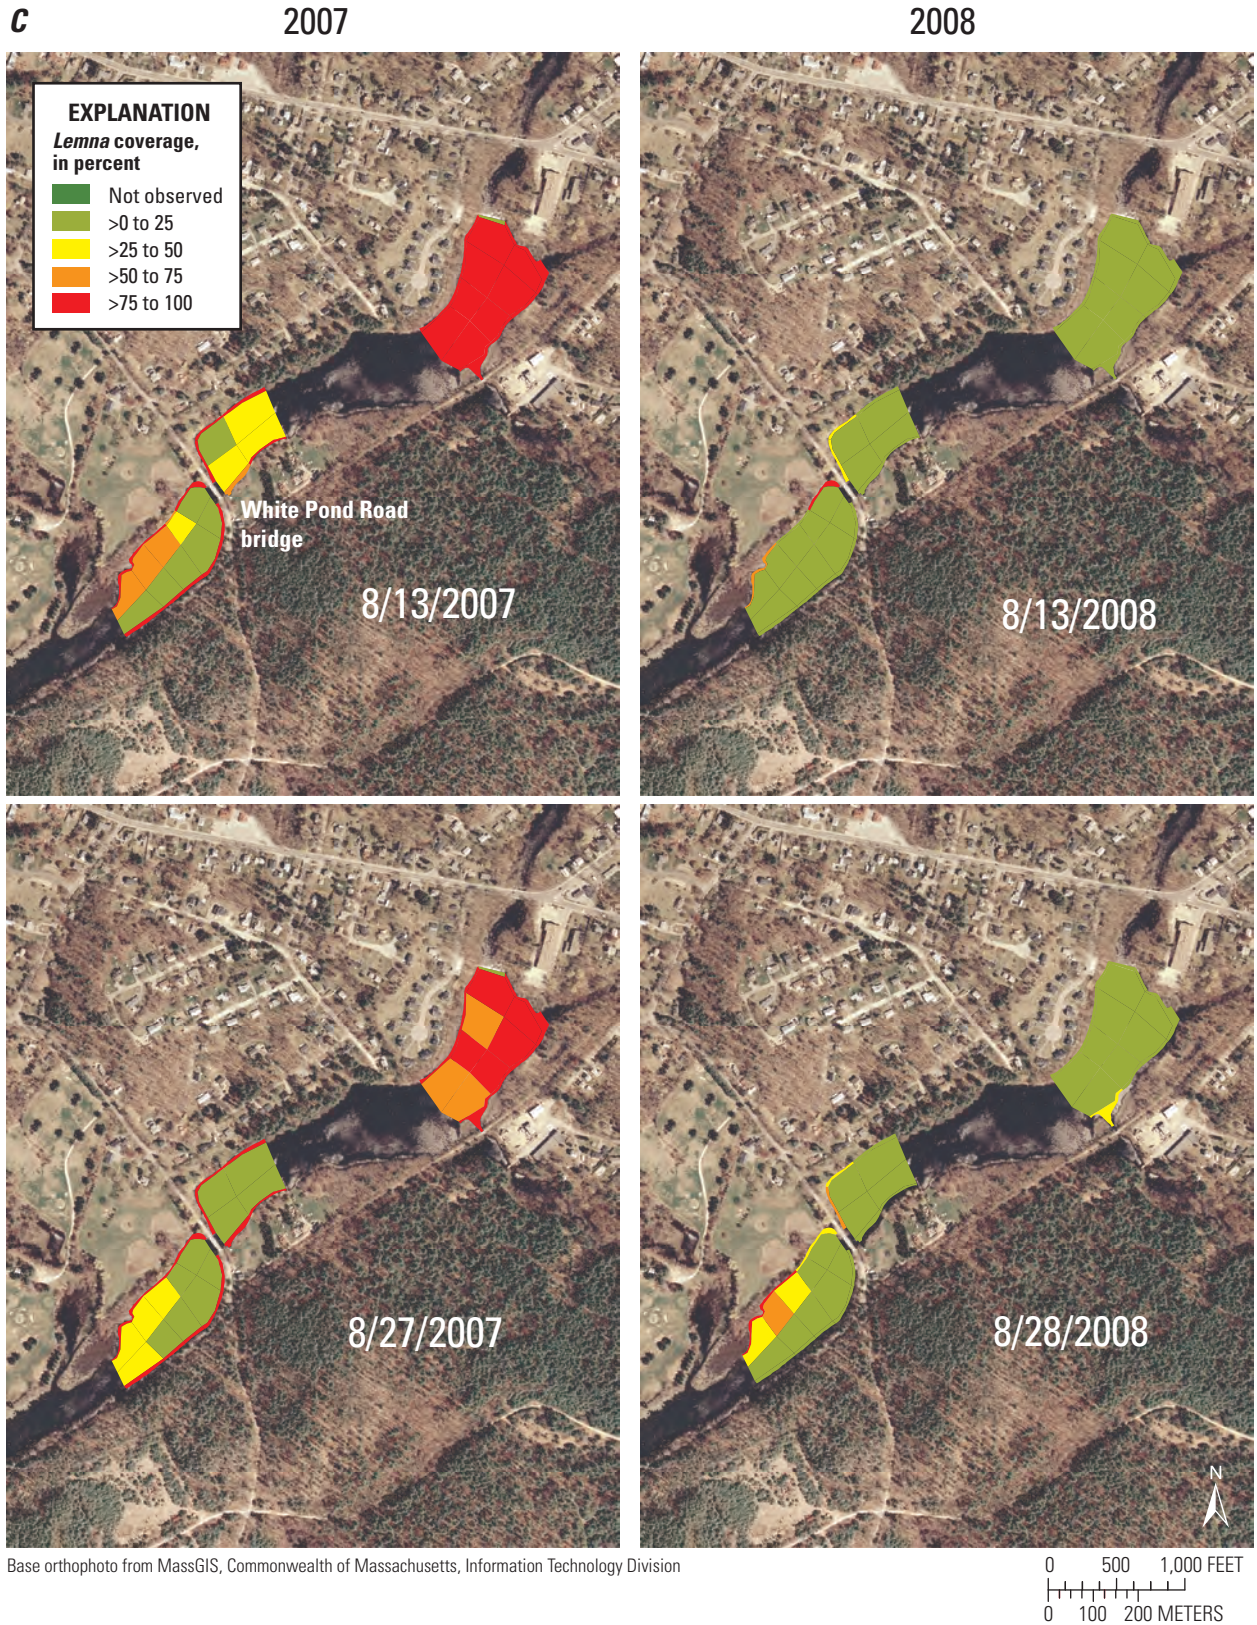 C
2007
2008
EXPLANATION
Lemna coverage,
in percent
Not observed
>0 to 25
>25 to 50
>50 to 75
>75 to 100
White Pond Road
bridge
8/13/2007
8/13/2008
8/27/2007
8/28/2008
N
Base orthophoto from MassGIS, Commonwealth of Massachusetts, Information Technology Division
0 500 1,000 FEET
0 100 200 METERS